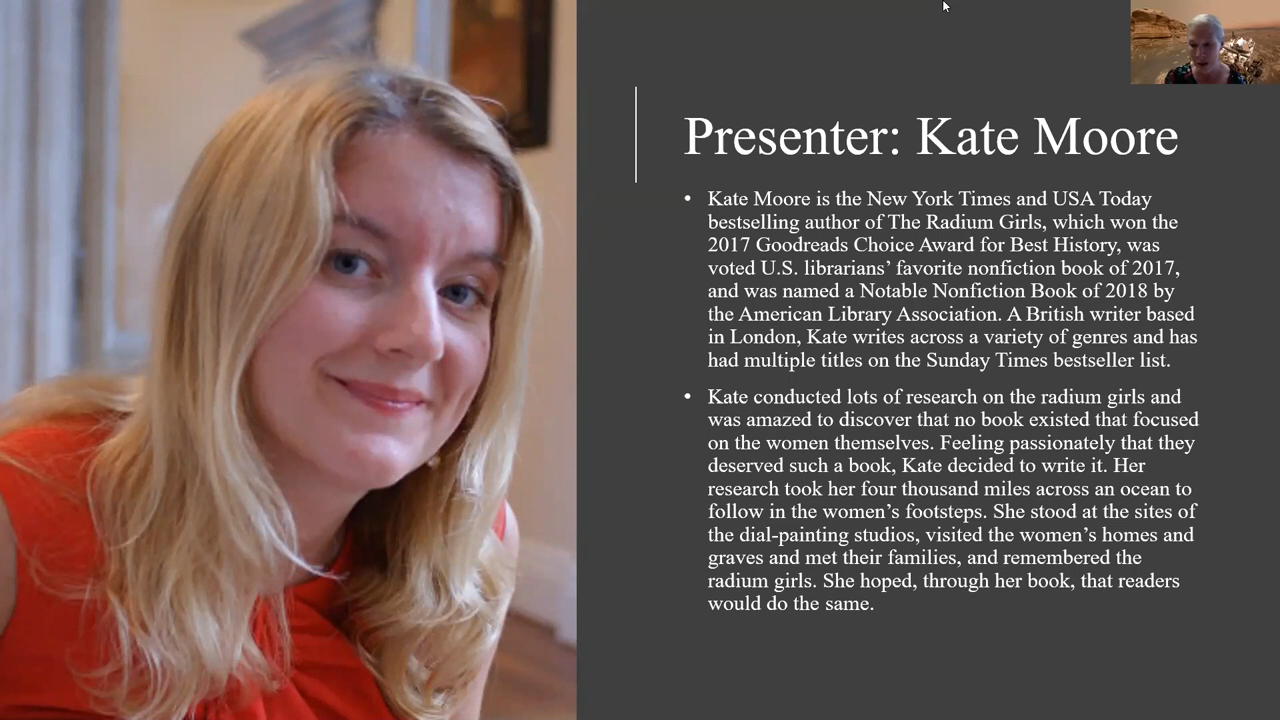 Presenter: Kate Moore
• Kate Moore is the New York Times and USA Today
bestselling author of The Radium Girls, which won the
2017 Goodreads Choice Award for Best History, was
voted U.S. librarians’ favorite nonfiction book of 2017,
and was named a Notable Nonfiction Book of 2018 by
the American Library Association. A British writer based
in London, Kate writes across a variety of genres and has
had multiple titles on the Sunday Times bestseller list.
• Kate conducted lots of research on the radium girls and
was amazed to discover that no book existed that focused
on the women themselves. Feeling passionately that they
deserved such a book, Kate decided to write it. Her
research took her four thousand miles across an ocean to
follow in the women’s footsteps. She stood at the sites of
the dial-painting studios, visited the women’s homes and
graves and met their families, and remembered the
radium girls. She hoped, through her book, that readers
would do the same.